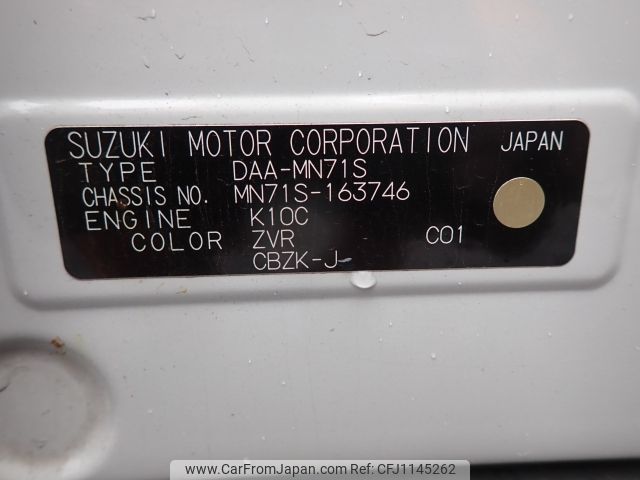 SUZUKI MOTOR CORPORATION JAPAN
TYPE DAA-MN71S
CHASSIS NO. MN71S-163746
ENGINE K10C
COLOR ZVR C01
CBZK-J
www.CarFromJapan.com © CFJ1145262